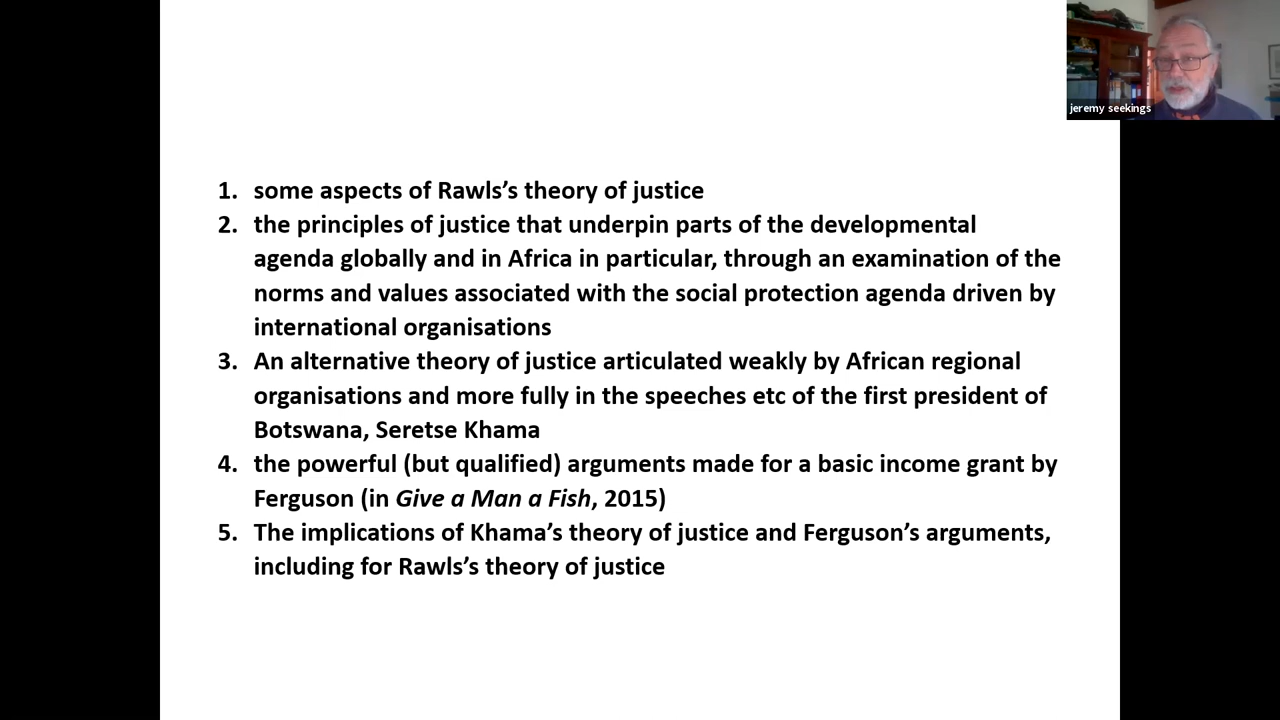 jeremy seekings
1. some aspects of Rawls’s theory of justice
2. the principles of justice that underpin parts of the developmental
agenda globally and in Africa in particular, through an examination of the
norms and values associated with the social protection agenda driven by
international organisations
3. An alternative theory of justice articulated weakly by African regional
organisations and more fully in the speeches etc of the first president of
Botswana, Seretse Khama
4. the powerful (but qualified) arguments made for a basic income grant by
Ferguson (in Give a Man a Fish, 2015)
5. The implications of Khama’s theory of justice and Ferguson’s arguments,
including for Rawls’s theory of justice